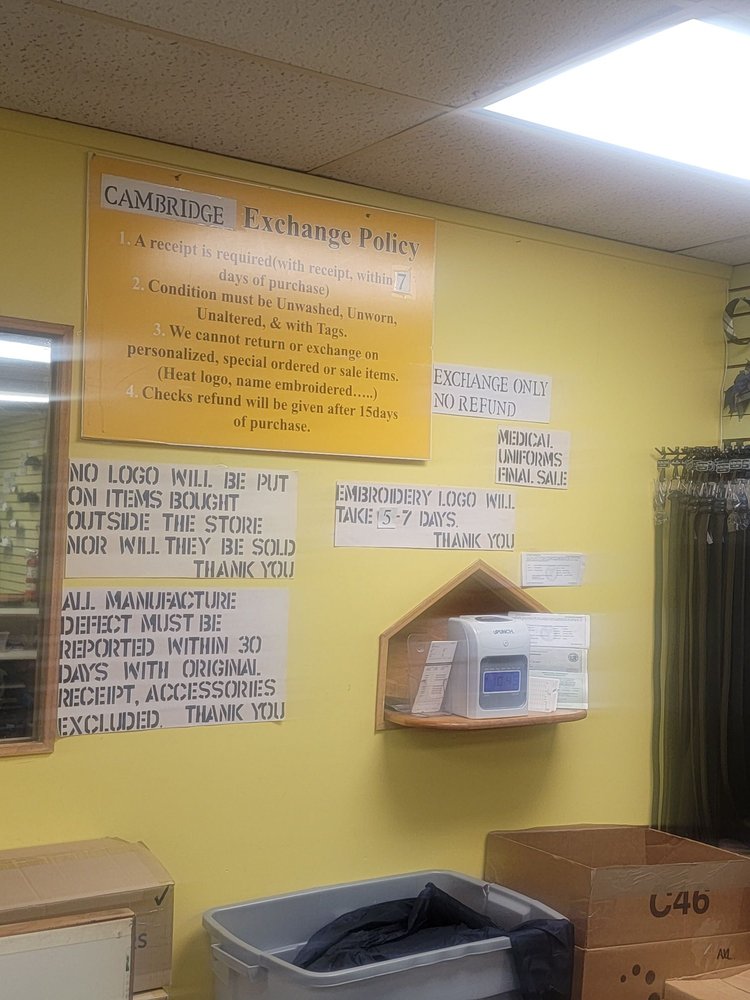 CAMBRIDGE Exchange Policy
1. A receipt is required(with receipt, within 7
days of purchase)
2. Condition must be Unwashed, Unworn,
Unaltered, & with Tags.
3. We cannot return or exchange on
personalized, special ordered or sale items.
(Heat logo, name embroidered.....)
4. Checks refund will be given after 15days
of purchase.
EXCHANGE ONLY
NO REFUND
MEDICAL
UNIFORMS
FINAL SALE
NO LOGO WILL BE PUT
ON ITEMS BOUGHT
OUTSIDE THE STORE
NOR WILL THEY BE SOLD
THANK YOU
EMBROIDERY LOGO WILL
TAKE 5-7 DAYS.
THANK YOU
ALL MANUFACTURE
DEFECT MUST BE
REPORTED WITHIN 30
DAYS WITH ORIGINAL
RECEIPT, ACCESSORIES
EXCLUDED. THANK YOU
UPUNCH
C46
AXL